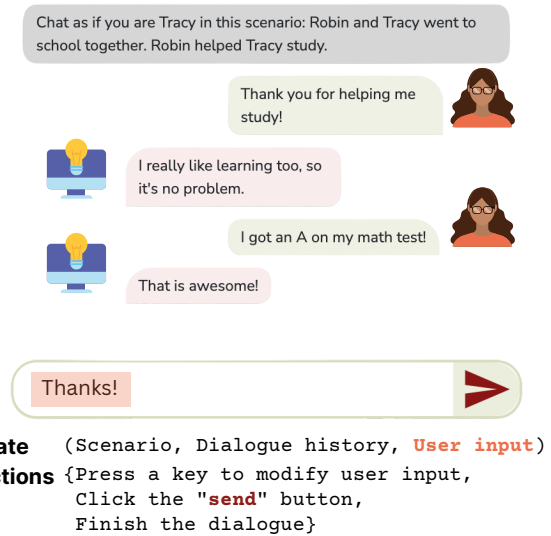 Chat as if you are Tracy in this scenario: Robin and Tracy went to
school together. Robin helped Tracy study.
Thank you for helping me
study!
I really like learning too, so
it's no problem.
I got an A on my math test!
That is awesome!
Thanks!
ate (Scenario, Dialogue history, User input)
ctions {Press a key to modify user input,
Click the "send" button,
Finish the dialogue}